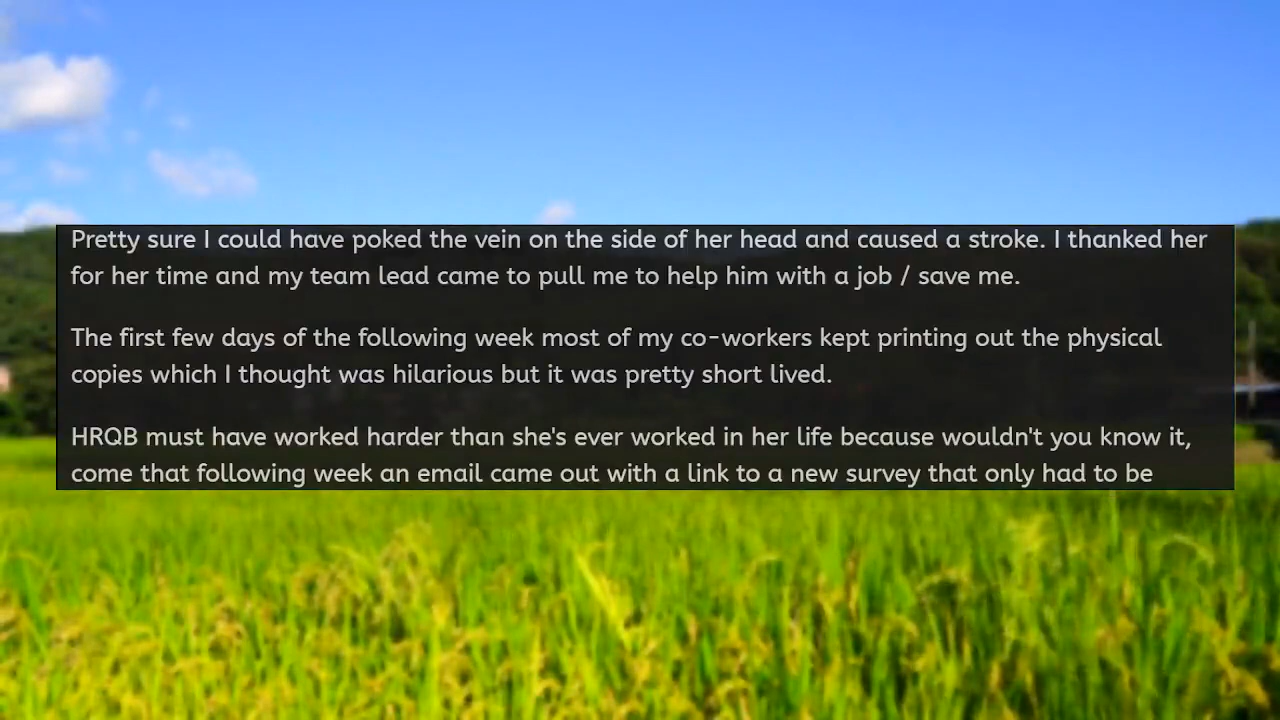 Pretty sure I could have poked the vein on the side of her head and caused a stroke. I thanked her
for her time and my team lead came to pull me to help him with a job / save me.
The first few days of the following week most of my co-workers kept printing out the physical
copies which I thought was hilarious but it was pretty short lived.
HRQB must have worked harder than she's ever worked in her life because wouldn't you know it,
come that following week an email came out with a link to a new survey that only had to be